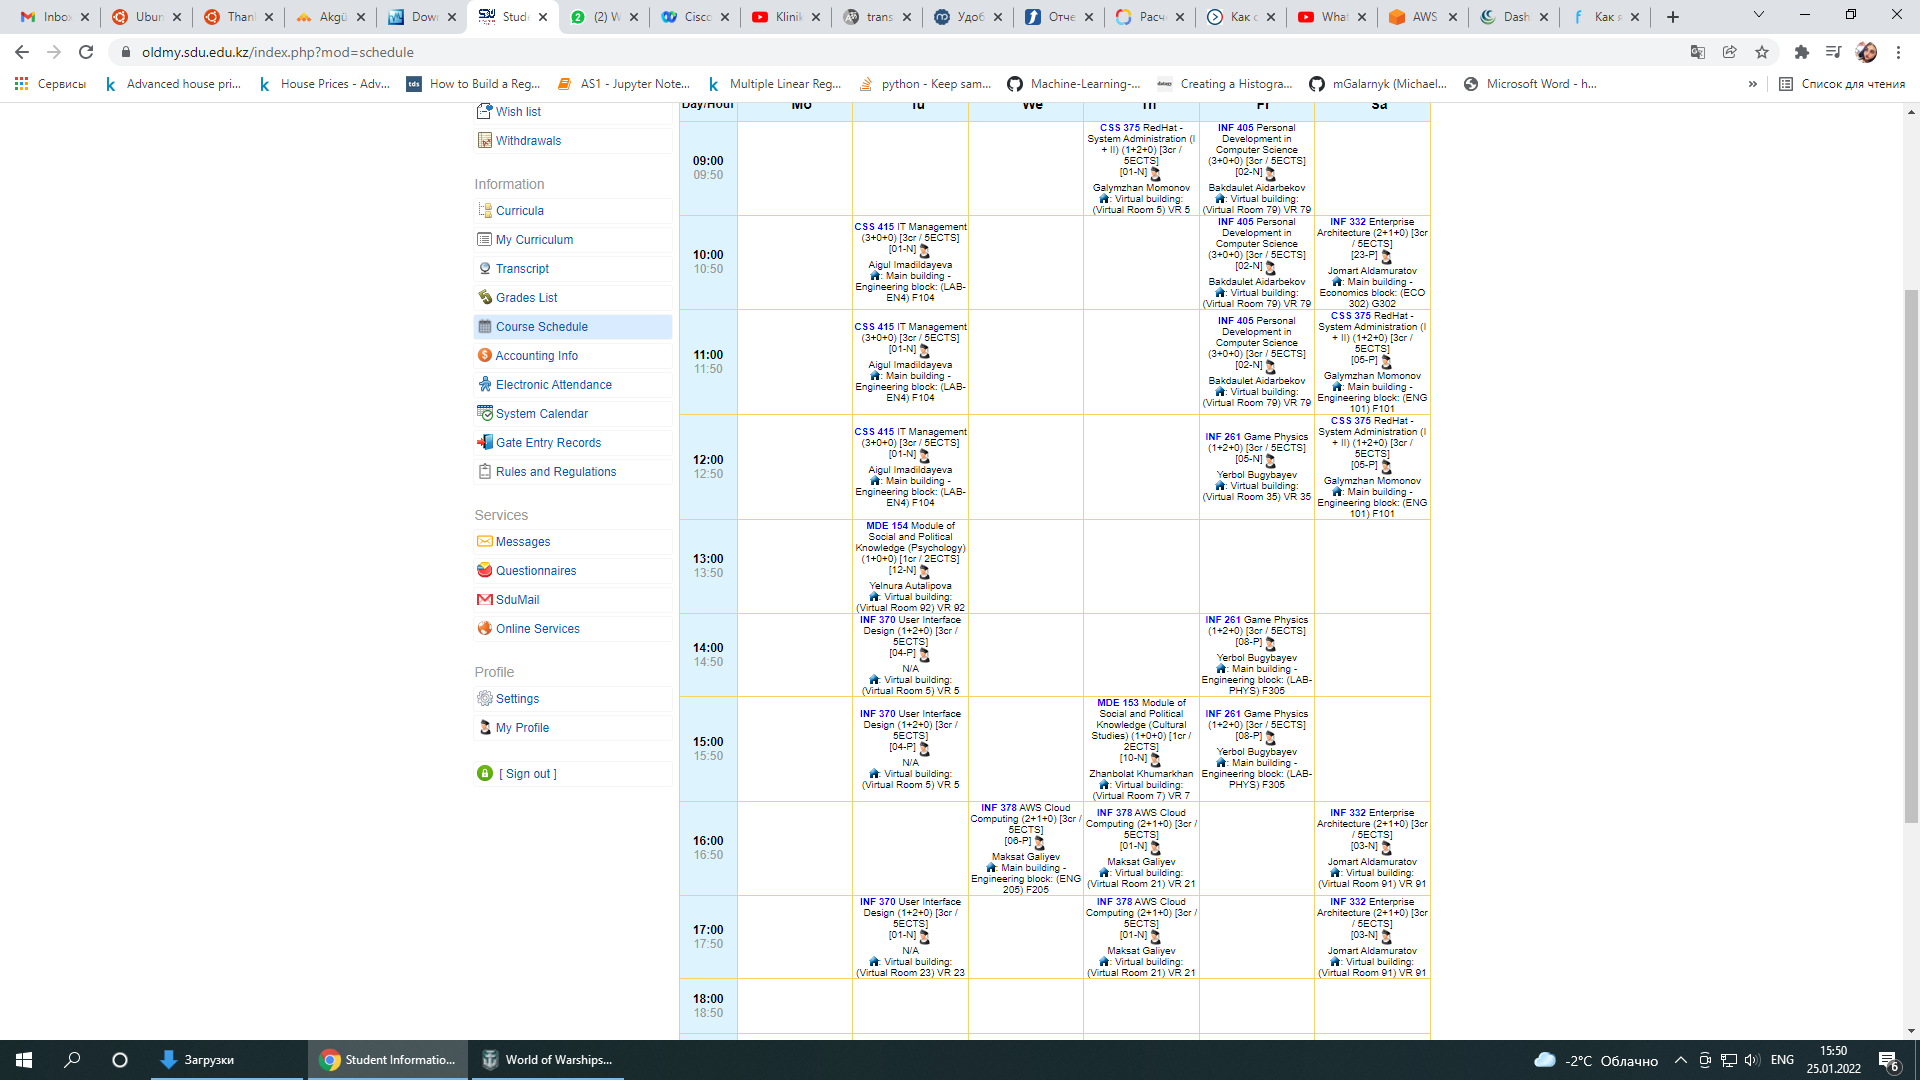 Inbox
Ubun
Thanl
Akgü
Down
Stude
(2) W
Cisco
Klinik
trans
Удоб
Отче
Расч
Как с
What
AWS
Dash
Как я
oldmy.sdu.edu.kz/index.php?mod=schedule
Сервисы
Advanced house pri...
House Prices - Adv...
How to Build a Reg...
AS1 - Jupyter Note...
Multiple Linear Reg...
python - Keep sam...
Machine-Learning-...
Creating a Histogra...
mGalarnyk (Michael...
Microsoft Word - h...
»
Список для чтения
Wish list
Withdrawals
Information
Curricula
My Curriculum
Transcript
Grades List
Course Schedule
Accounting Info
Electronic Attendance
System Calendar
Gate Entry Records
Rules and Regulations
Services
Messages
Questionnaires
SduMail
Online Services
Profile
Settings
My Profile
[ Sign out ]
Day/Hour Mo Tu We Th Fr Sa
09:00
09:50
CSS 375 RedHat -
System Administration (I
+ II) (1+2+0) [3cr /
5ECTS]
[01-N]
Galymzhan Momonov
: Virtual building:
(Virtual Room 5) VR 5
INF 405 Personal
Development in
Computer Science
(3+0+0) [3cr / 5ECTS]
[02-N]
Bakdaulet Aidarbekov
: Virtual building:
(Virtual Room 79) VR 79
10:00
10:50
CSS 415 IT Management
(3+0+0) [3cr / 5ECTS]
[01-N]
Aigul Imadildayeva
: Main building -
Engineering block: (LAB-
EN4) F104
INF 405 Personal
Development in
Computer Science
(3+0+0) [3cr / 5ECTS]
[02-N]
Bakdaulet Aidarbekov
: Virtual building:
(Virtual Room 79) VR 79
INF 332 Enterprise
Architecture (2+1+0) [3cr
/ 5ECTS]
[23-P]
Jomart Aldamuratov
: Main building -
Economics block: (ECO
302) G302
11:00
11:50
CSS 415 IT Management
(3+0+0) [3cr / 5ECTS]
[01-N]
Aigul Imadildayeva
: Main building -
Engineering block: (LAB-
EN4) F104
INF 405 Personal
Development in
Computer Science
(3+0+0) [3cr / 5ECTS]
[02-N]
Bakdaulet Aidarbekov
: Virtual building:
(Virtual Room 79) VR 79
CSS 375 RedHat -
System Administration (I
+ II) (1+2+0) [3cr /
5ECTS]
[05-P]
Galymzhan Momonov
: Main building -
Engineering block: (ENG
101) F101
12:00
12:50
CSS 415 IT Management
(3+0+0) [3cr / 5ECTS]
[01-N]
Aigul Imadildayeva
: Main building -
Engineering block: (LAB-
EN4) F104
INF 261 Game Physics
(1+2+0) [3cr / 5ECTS]
[05-N]
Yerbol Bugybayev
: Virtual building:
(Virtual Room 35) VR 35
CSS 375 RedHat -
System Administration (I
+ II) (1+2+0) [3cr /
5ECTS]
[05-P]
Galymzhan Momonov
: Main building -
Engineering block: (ENG
101) F101
13:00
13:50
MDE 154 Module of
Social and Political
Knowledge (Psychology)
(1+0+0) [1cr / 2ECTS]
[12-N]
Yelnura Autalipova
: Virtual building:
(Virtual Room 92) VR 92
14:00
14:50
INF 370 User Interface
Design (1+2+0) [3cr /
5ECTS]
[04-P]
N/A
: Virtual building:
(Virtual Room 5) VR 5
INF 261 Game Physics
(1+2+0) [3cr / 5ECTS]
[08-P]
Yerbol Bugybayev
: Main building -
Engineering block: (LAB-
PHYS) F305
15:00
15:50
INF 370 User Interface
Design (1+2+0) [3cr /
5ECTS]
[04-P]
N/A
: Virtual building:
(Virtual Room 5) VR 5
MDE 153 Module of
Social and Political
Knowledge (Cultural
Studies) (1+0+0) [1cr /
2ECTS]
[10-N]
Zhanbolat Khumarkhan
: Virtual building:
(Virtual Room 7) VR 7
INF 261 Game Physics
(1+2+0) [3cr / 5ECTS]
[08-P]
Yerbol Bugybayev
: Main building -
Engineering block: (LAB-
PHYS) F305
16:00
16:50
INF 378 AWS Cloud
Computing (2+1+0) [3cr /
5ECTS]
[06-P]
Maksat Galiyev
: Main building -
Engineering block: (ENG
205) F205
INF 378 AWS Cloud
Computing (2+1+0) [3cr /
5ECTS]
[01-N]
Maksat Galiyev
: Virtual building:
(Virtual Room 21) VR 21
INF 332 Enterprise
Architecture (2+1+0) [3cr
/ 5ECTS]
[03-N]
Jomart Aldamuratov
: Virtual building:
(Virtual Room 91) VR 91
17:00
17:50
INF 370 User Interface
Design (1+2+0) [3cr /
5ECTS]
[01-N]
N/A
: Virtual building:
(Virtual Room 23) VR 23
INF 378 AWS Cloud
Computing (2+1+0) [3cr /
5ECTS]
[01-N]
Maksat Galiyev
: Virtual building:
(Virtual Room 21) VR 21
INF 332 Enterprise
Architecture (2+1+0) [3cr
/ 5ECTS]
[03-N]
Jomart Aldamuratov
: Virtual building:
(Virtual Room 91) VR 91
18:00
18:50
Загрузки
Student Informatio...
World of Warships...
-2°C Облачно
ENG
15:50
25.01.2022
6